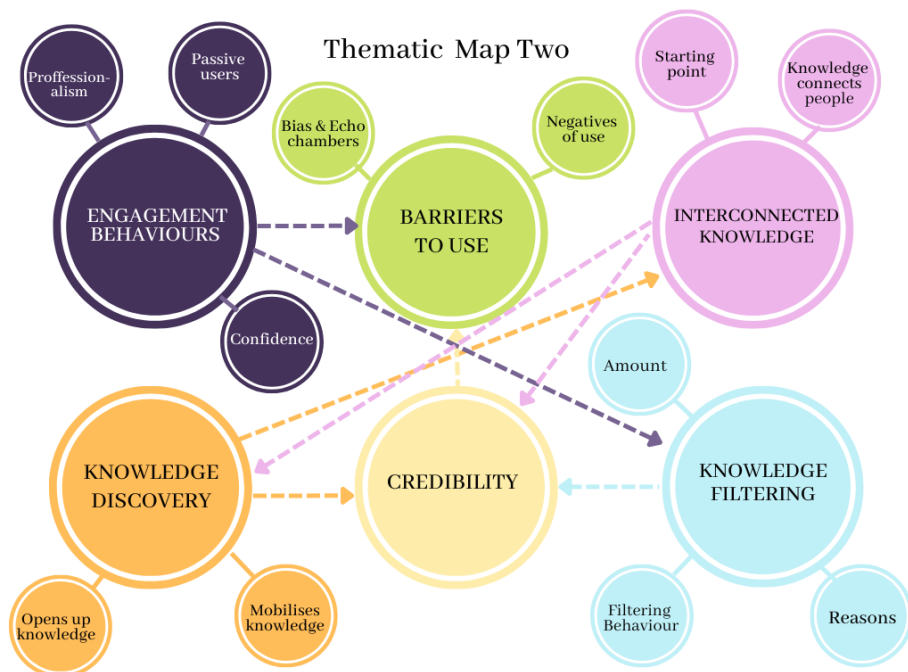 Thematic Map Two
Proffession-
alism
Passive
users
Bias & Echo
chambers
Negatives
of use
Starting
point
Knowledge
connects
people
ENGAGEMENT
BEHAVIOURS
BARRIERS
TO USE
INTERCONNECTED
KNOWLEDGE
Confidence
Amount
KNOWLEDGE
DISCOVERY
CREDIBILITY
KNOWLEDGE
FILTERING
Opens up
knowledge
Mobilises
knowledge
Filtering
Behaviour
Reasons